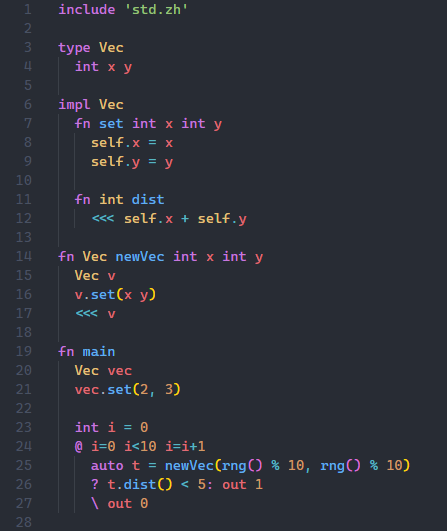 1 include 'std.zh'
2
3 type Vec
4   int x y
5
6 impl Vec
7   fn set int x int y
8     self.x = x
9     self.y = y
10
11   fn int dist
12     <<< self.x + self.y
13
14 fn Vec newVec int x int y
15   Vec v
16   v.set(x y)
17   <<< v
18
19 fn main
20   Vec vec
21   vec.set(2, 3)
22
23   int i = 0
24   @ i=0 i<10 i=i+1
25     auto t = newVec(rng() % 10, rng() % 10)
26     ? t.dist() < 5: out 1
27     \ out 0
28